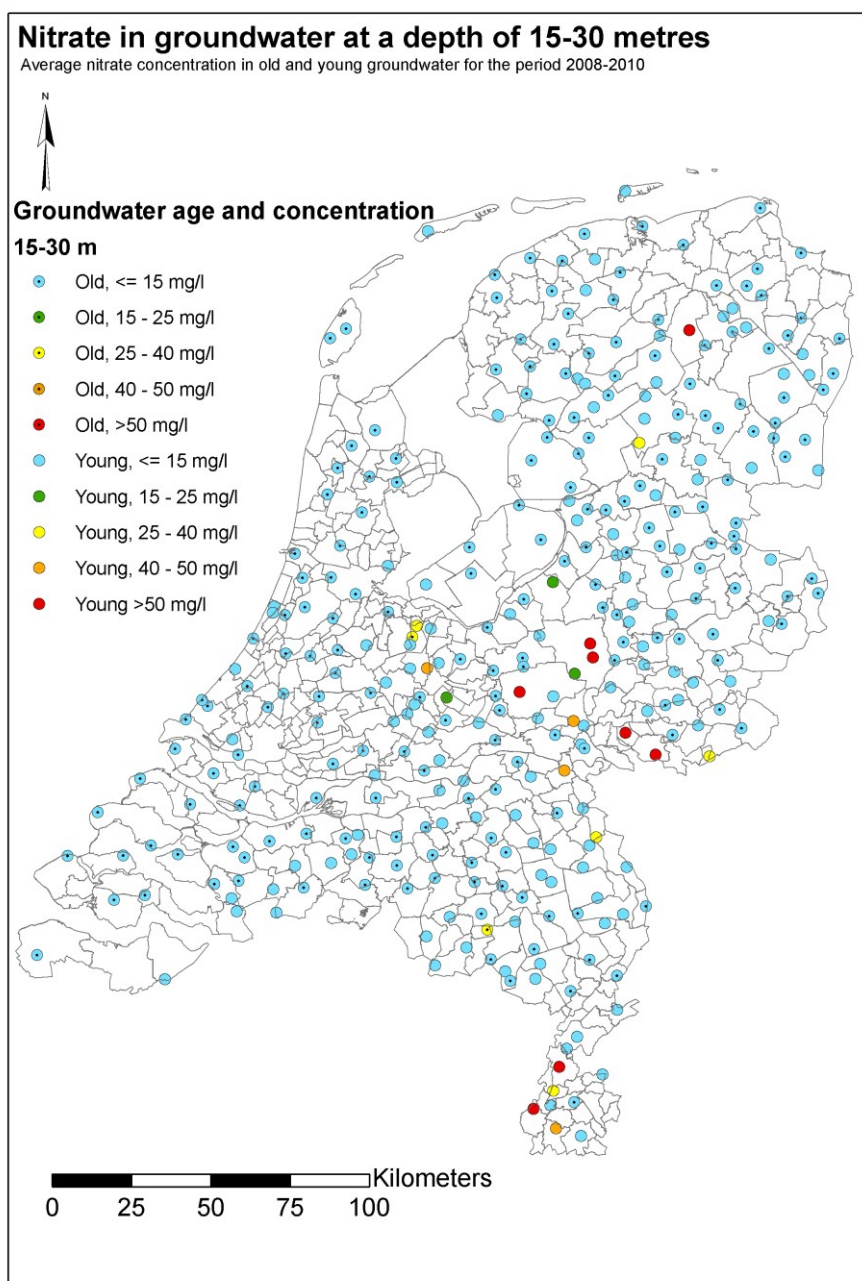 Nitrate in groundwater at a depth of 15-30 metres
Average nitrate concentration in old and young groundwater for the period 2008-2010
N
Groundwater age and concentration
15-30 m
Old, <= 15 mg/l
Old, 15 - 25 mg/l
Old, 25 - 40 mg/l
Old, 40 - 50 mg/l
Old, >50 mg/l
Young, <= 15 mg/l
Young, 15 - 25 mg/l
Young, 25 - 40 mg/l
Young, 40 - 50 mg/l
Young >50 mg/l
Kilometers
0 25 50 75 100